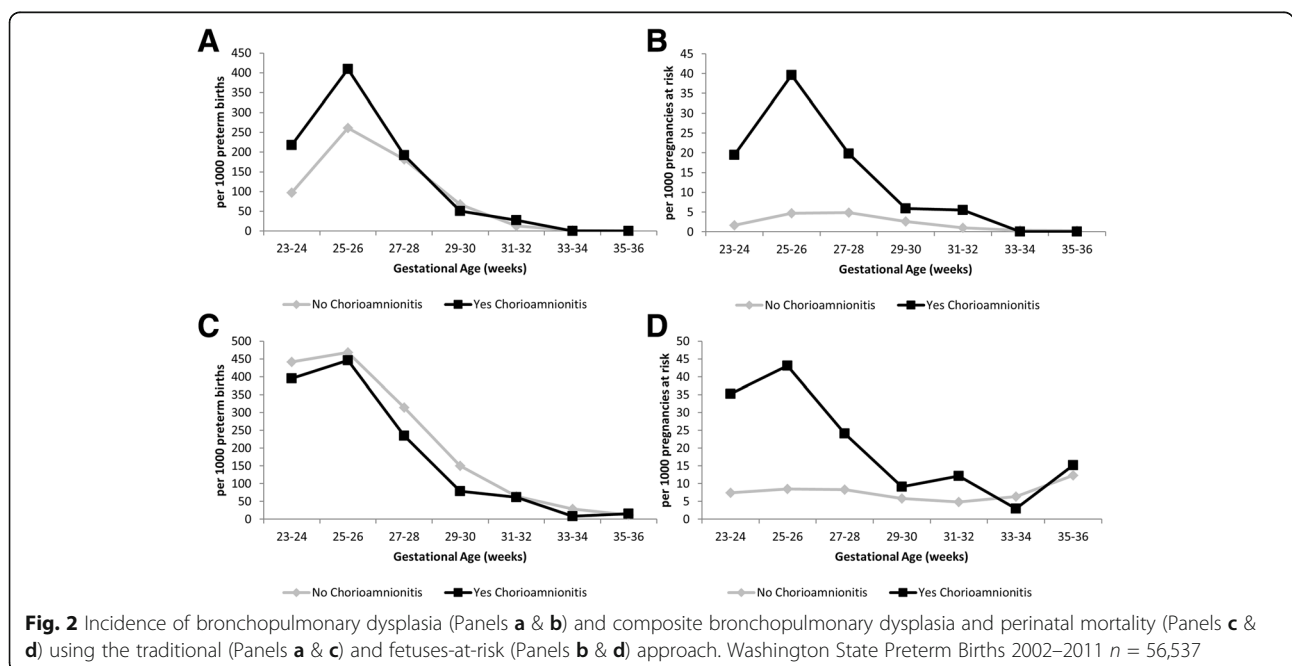 A
per 1000 preterm births
450
400
350
300
250
200
150
100
50
0
23-24 25-26 27-28 29-30 31-32 33-34 35-36
Gestational Age (weeks)
No Chorioamnionitis Yes Chorioamnionitis
B
per 1000 pregnancies at risk
45
40
35
30
25
20
15
10
5
0
23-24 25-26 27-28 29-30 31-32 33-34 35-36
Gestational Age (weeks)
No Chorioamnionitis Yes Chorioamnionitis
C
per 1000 preterm births
500
450
400
350
300
250
200
150
100
50
0
23-24 25-26 27-28 29-30 31-32 33-34 35-36
Gestational Age (weeks)
No Chorioamnionitis Yes Chorioamnionitis
D
per 1000 pregnancies at risk
50
45
40
35
30
25
20
15
10
5
0
23-24 25-26 27-28 29-30 31-32 33-34 35-36
Gestational Age (weeks)
No Chorioamnionitis Yes Chorioamnionitis
Fig. 2 Incidence of bronchopulmonary dysplasia (Panels a & b) and composite bronchopulmonary dysplasia and perinatal mortality (Panels c &
d) using the traditional (Panels a & c) and fetuses-at-risk (Panels b & d) approach. Washington State Preterm Births 2002–2011 n = 56,537